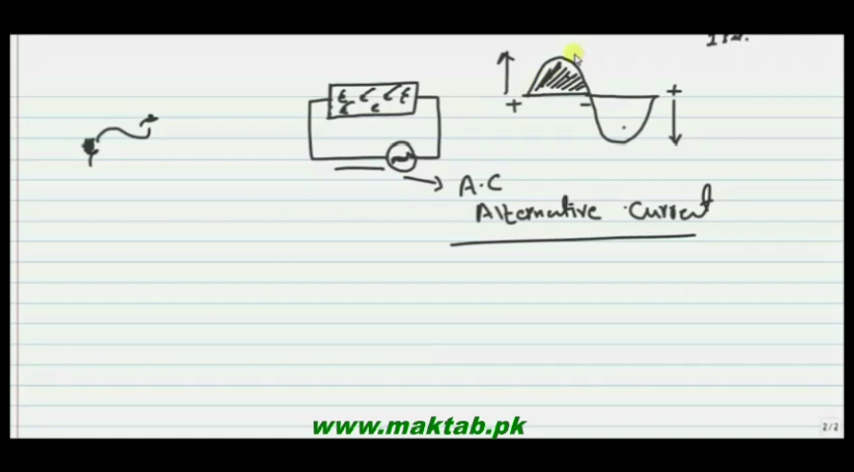 + - +
A.C
Alternative Current
www.maktab.pk
2/2